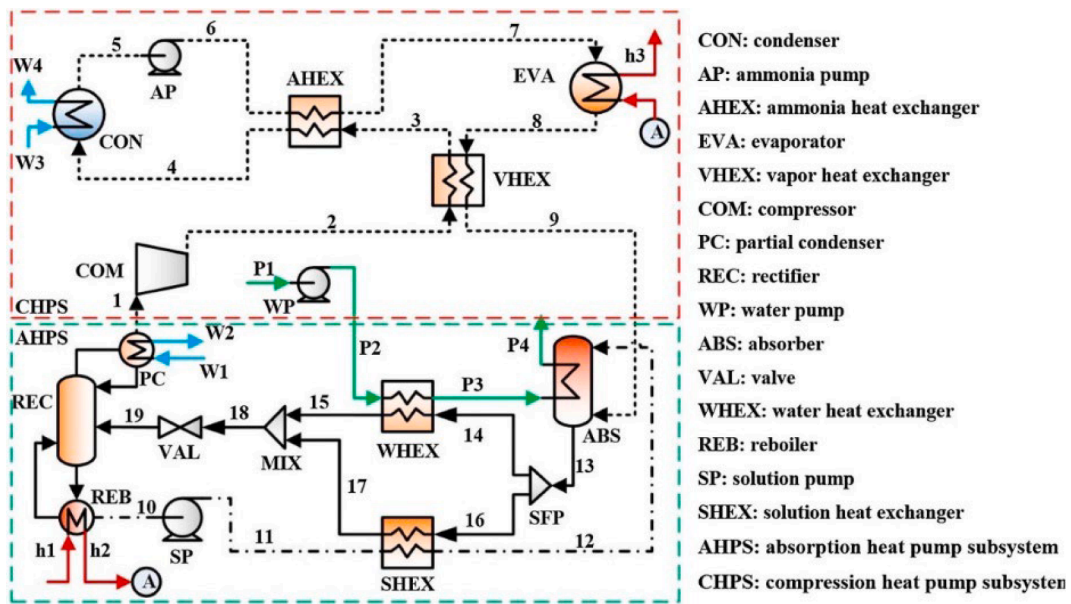 5
6
7
W4
h3
AHEX
EVA
AP
3
8
A
CON
W3
4
VHEX
2
9
COM
P1
1
WP
CHPS
AHPS
W2
P2
P4
W1
PC
P3
REC
19
18
15
14
ABS
VAL
MIX
WHEX
13
17
REB
SFP
10
16
11
12
h1
h2
SP
A
SHEX
CON: condenser
AP: ammonia pump
AHEX: ammonia heat exchanger
EVA: evaporator
VHEX: vapor heat exchanger
COM: compressor
PC: partial condenser
REC: rectifier
WP: water pump
ABS: absorber
VAL: valve
WHEX: water heat exchanger
REB: reboiler
SP: solution pump
SHEX: solution heat exchanger
AHPS: absorption heat pump subsystem
CHPS: compression heat pump subsystem